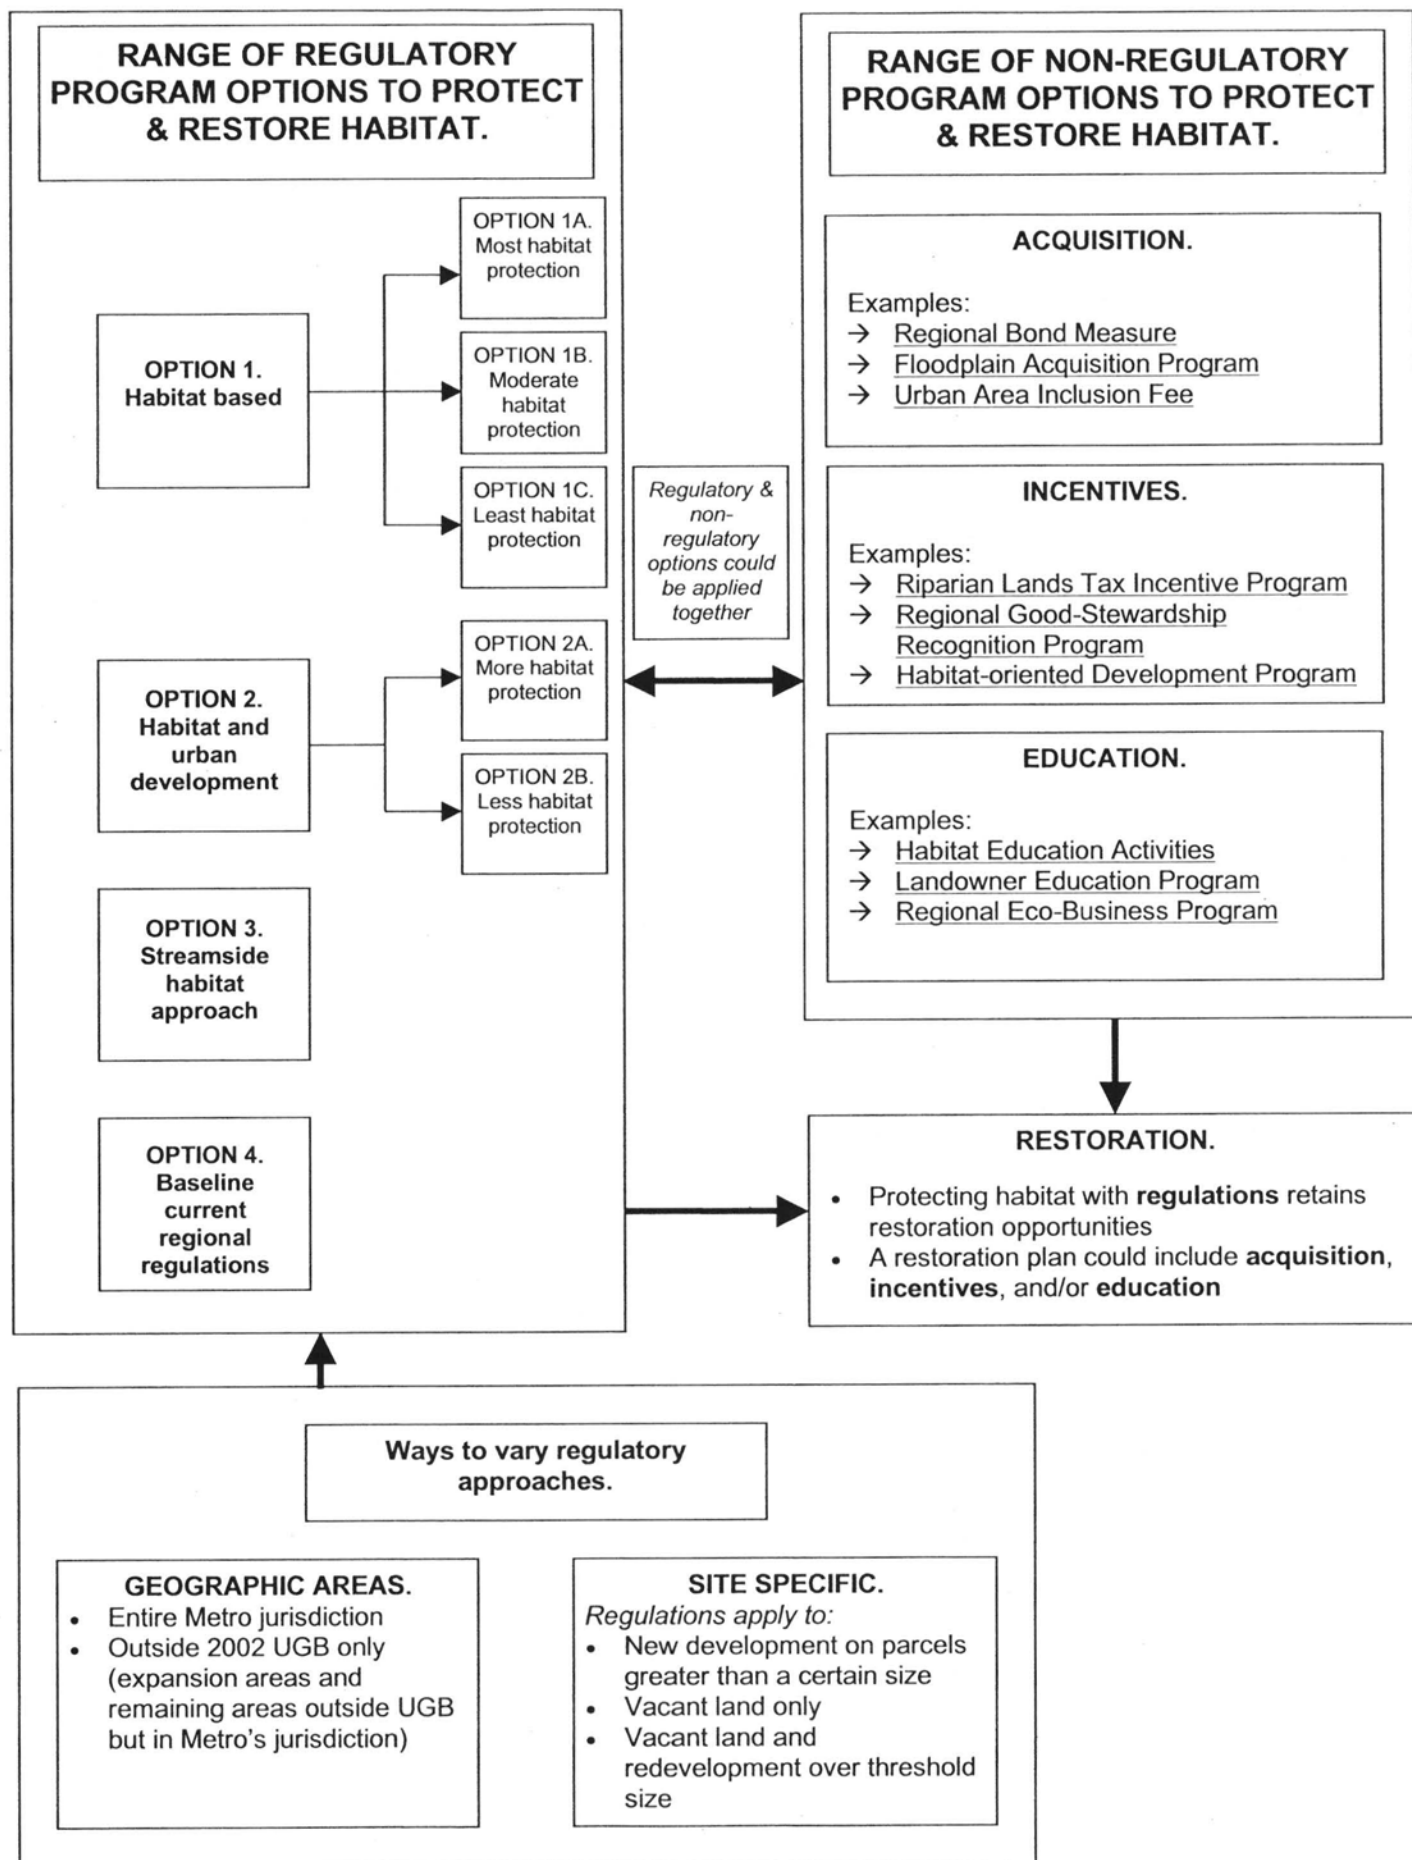 RANGE OF REGULATORY
PROGRAM OPTIONS TO PROTECT
& RESTORE HABITAT.
OPTION 1.
Habitat based
OPTION 1A.
Most habitat
protection
OPTION 1B.
Moderate
habitat
protection
OPTION 1C.
Least habitat
protection
OPTION 2.
Habitat and
urban
development
OPTION 2A.
More habitat
protection
OPTION 2B.
Less habitat
protection
OPTION 3.
Streamside
habitat
approach
OPTION 4.
Baseline
current
regional
regulations
Regulatory &
non-
regulatory
options could
be applied
together
RANGE OF NON-REGULATORY
PROGRAM OPTIONS TO PROTECT
& RESTORE HABITAT.
ACQUISITION.
Examples:
→ Regional Bond Measure
→ Floodplain Acquisition Program
→ Urban Area Inclusion Fee
INCENTIVES.
Examples:
→ Riparian Lands Tax Incentive Program
→ Regional Good-Stewardship
Recognition Program
→ Habitat-oriented Development Program
EDUCATION.
Examples:
→ Habitat Education Activities
→ Landowner Education Program
→ Regional Eco-Business Program
RESTORATION.
• Protecting habitat with regulations retains
restoration opportunities
• A restoration plan could include acquisition,
incentives, and/or education
Ways to vary regulatory
approaches.
GEOGRAPHIC AREAS.
• Entire Metro jurisdiction
• Outside 2002 UGB only
(expansion areas and
remaining areas outside UGB
but in Metro's jurisdiction)
SITE SPECIFIC.
Regulations apply to:
• New development on parcels
greater than a certain size
• Vacant land only
• Vacant land and
redevelopment over threshold
size